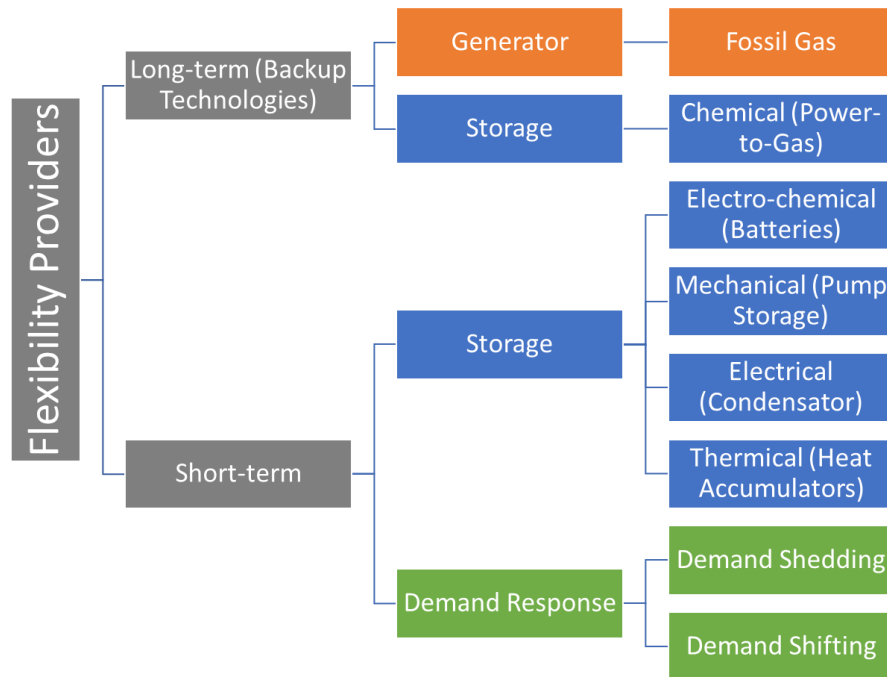 Flexibility Providers
Long-term (Backup
Technologies)
Generator
Fossil Gas
Storage
Chemical (Power-
to-Gas)
Short-term
Storage
Electro-chemical
(Batteries)
Mechanical (Pump
Storage)
Electrical
(Condensator)
Thermical (Heat
Accumulators)
Demand Response
Demand Shedding
Demand Shifting